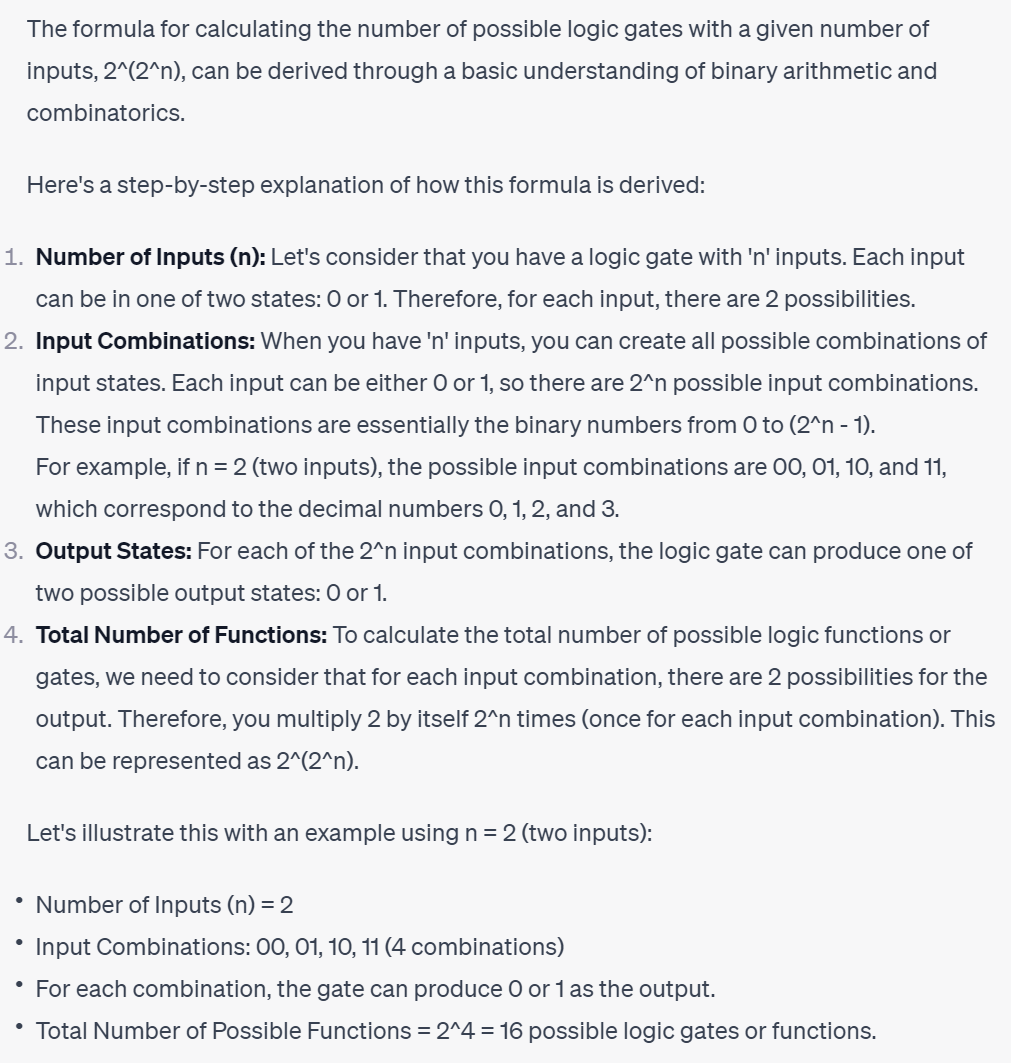 The formula for calculating the number of possible logic gates with a given number of
inputs, 2^(2^n), can be derived through a basic understanding of binary arithmetic and
combinatorics.
Here's a step-by-step explanation of how this formula is derived:
1. Number of Inputs (n): Let's consider that you have a logic gate with 'n' inputs. Each input
can be in one of two states: 0 or 1. Therefore, for each input, there are 2 possibilities.
2. Input Combinations: When you have 'n' inputs, you can create all possible combinations of
input states. Each input can be either 0 or 1, so there are 2^n possible input combinations.
These input combinations are essentially the binary numbers from 0 to (2^n - 1).
For example, if n = 2 (two inputs), the possible input combinations are 00, 01, 10, and 11,
which correspond to the decimal numbers 0, 1, 2, and 3.
3. Output States: For each of the 2^n input combinations, the logic gate can produce one of
two possible output states: 0 or 1.
4. Total Number of Functions: To calculate the total number of possible logic functions or
gates, we need to consider that for each input combination, there are 2 possibilities for the
output. Therefore, you multiply 2 by itself 2^n times (once for each input combination). This
can be represented as 2^(2^n).
Let's illustrate this with an example using n = 2 (two inputs):
• Number of Inputs (n) = 2
• Input Combinations: 00, 01, 10, 11 (4 combinations)
• For each combination, the gate can produce 0 or 1 as the output.
• Total Number of Possible Functions = 2^4 = 16 possible logic gates or functions.